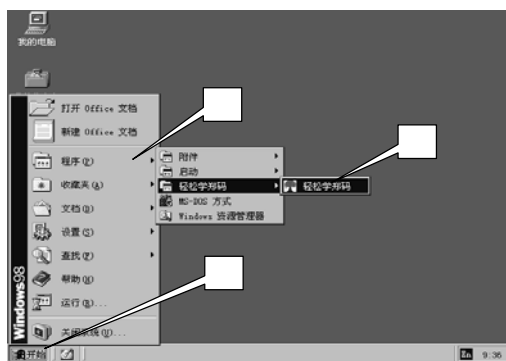 我的电脑
打开 Office 文档
新建 Office 文档
程序(P)
收藏夹(A)
文档(D)
设置(S)
查找(F)
帮助(H)
运行(R)...
关闭系统(U)...
Windows98
附件
启动
轻松学形码
MS-DOS 方式
Windows 资源管理器
轻松学形码
开始
En
9:36